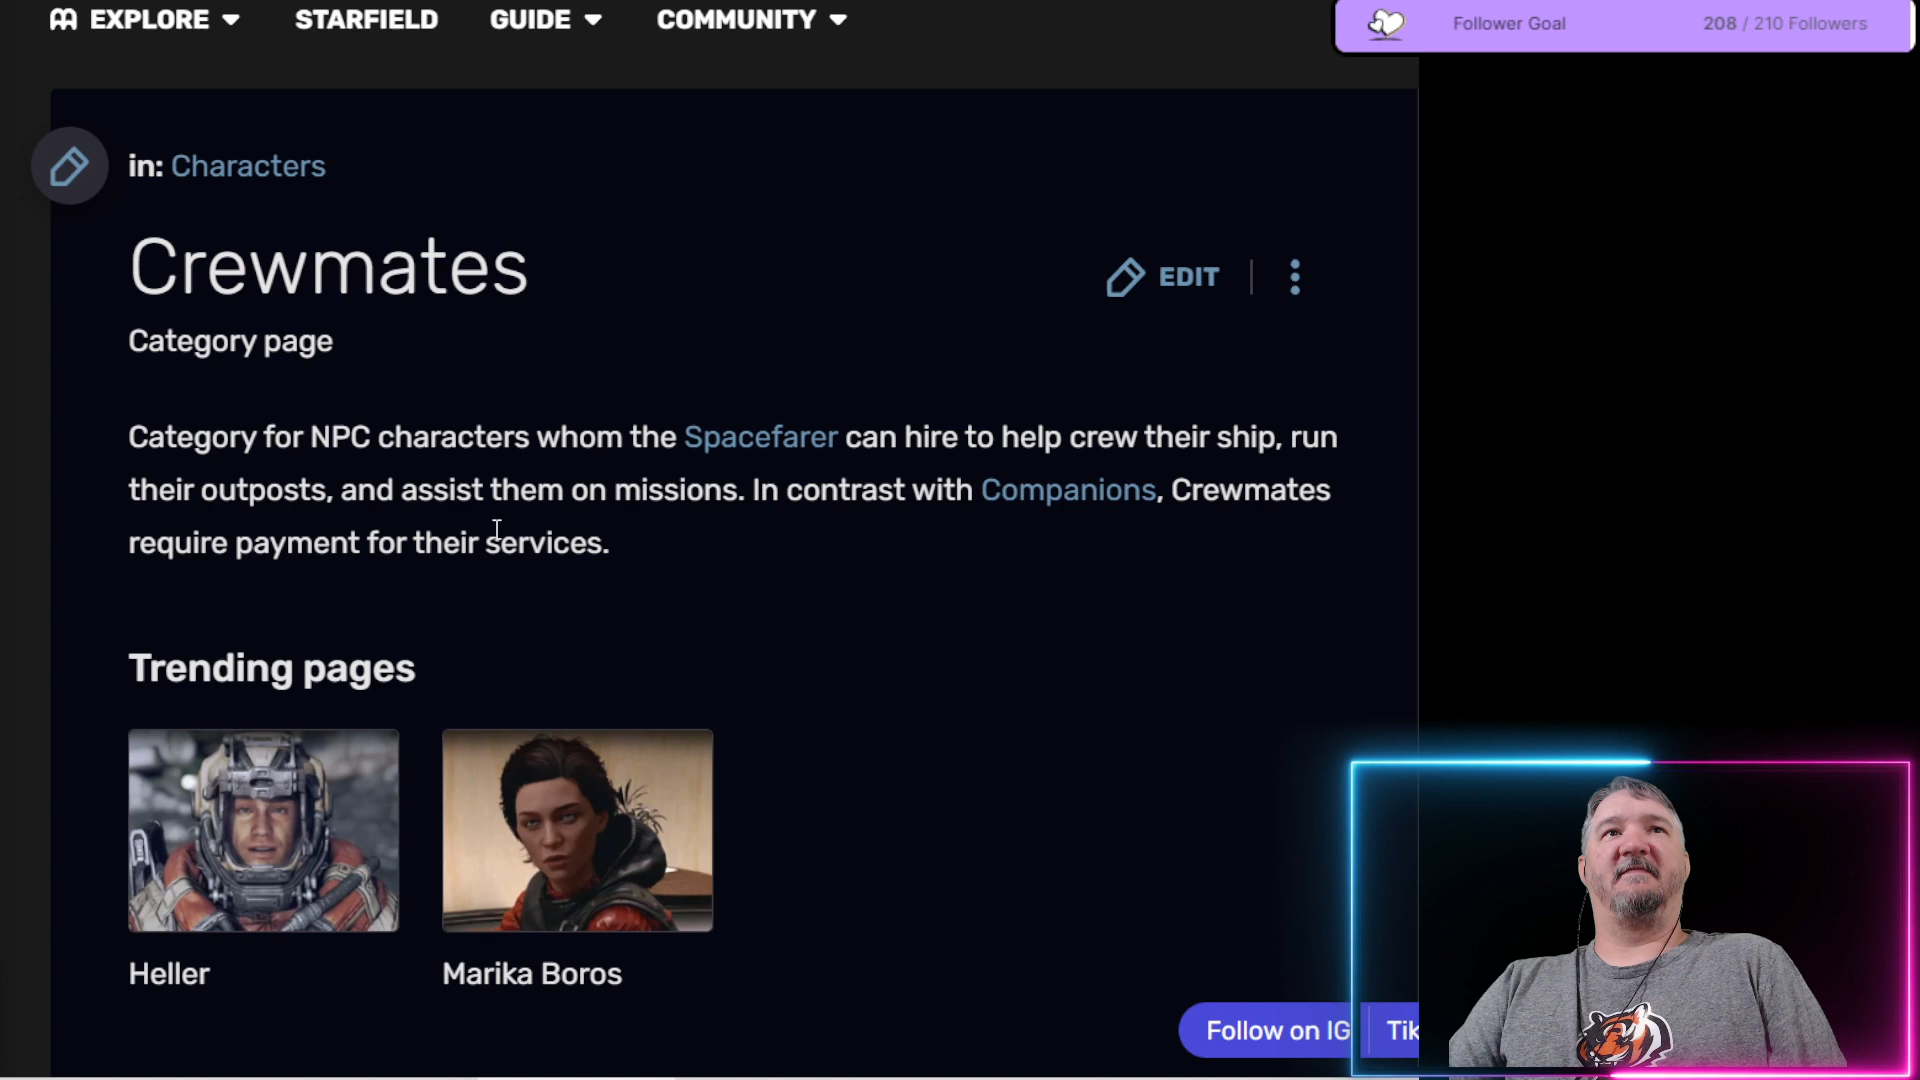 EXPLORE STARFIELD GUIDE COMMUNITY
Follower Goal 208 / 210 Followers
in: Characters
Crewmates
EDIT
Category page
Category for NPC characters whom the Spacefarer can hire to help crew their ship, run
their outposts, and assist them on missions. In contrast with Companions, Crewmates
require payment for their services.
Trending pages
Heller Marika Boros
Follow on IG Tik